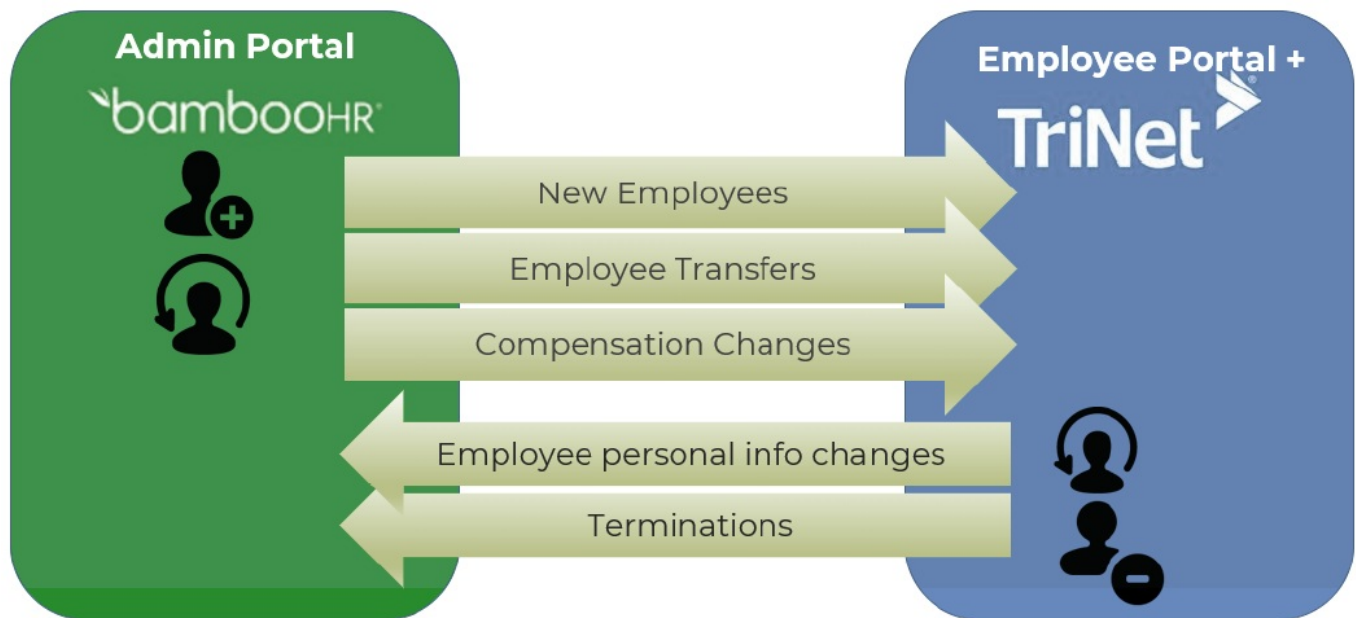 Admin Portal
bambooHR®
Employee Portal +
TriNet®
New Employees
Employee Transfers
Compensation Changes
Employee personal info changes
Terminations